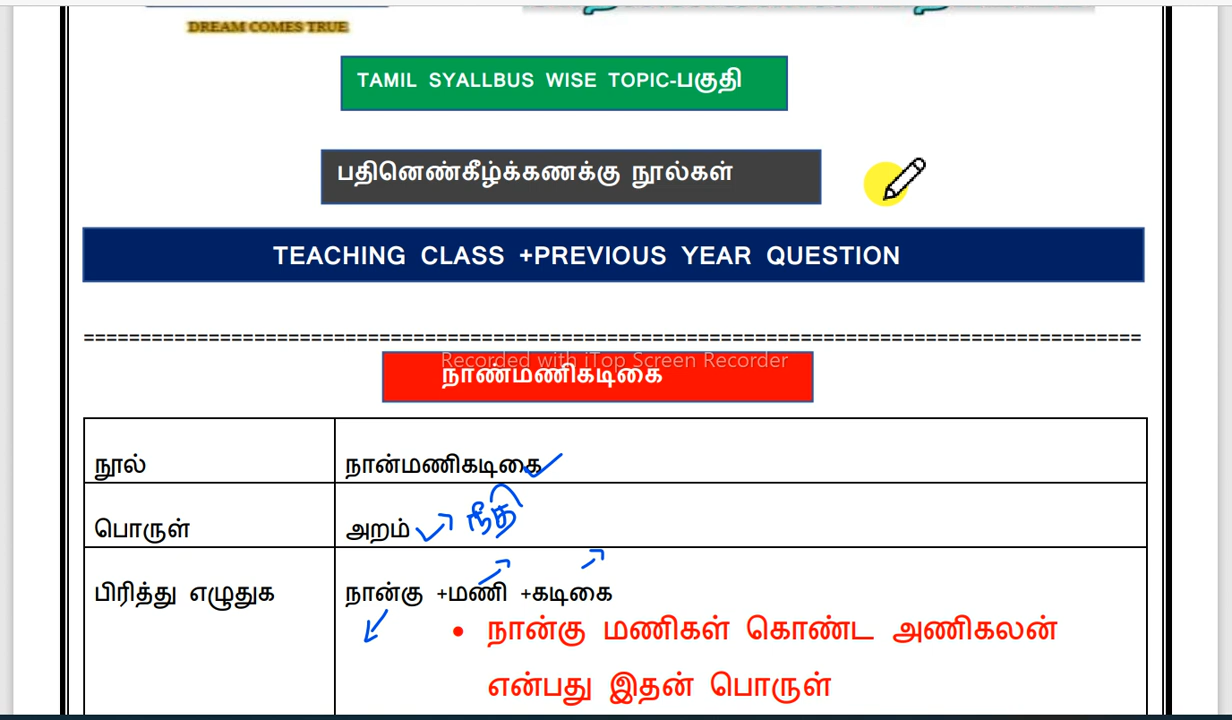 DREAM COMES TRUE
TAMIL SYALLBUS WISE TOPIC-பகுதி
பதினெண்கீழ்க்கணக்கு நூல்கள்
TEACHING CLASS +PREVIOUS YEAR QUESTION
================================================================================
Recorded with iTop Screen Recorder
நாண்மணிகடிகை
நூல் நான்மணிகடிகை
பொருள் அறம் நீதி
பிரித்து எழுதுக நான்கு +மணி +கடிகை
• நான்கு மணிகள் கொண்ட அணிகலன்
என்பது இதன் பொருள்